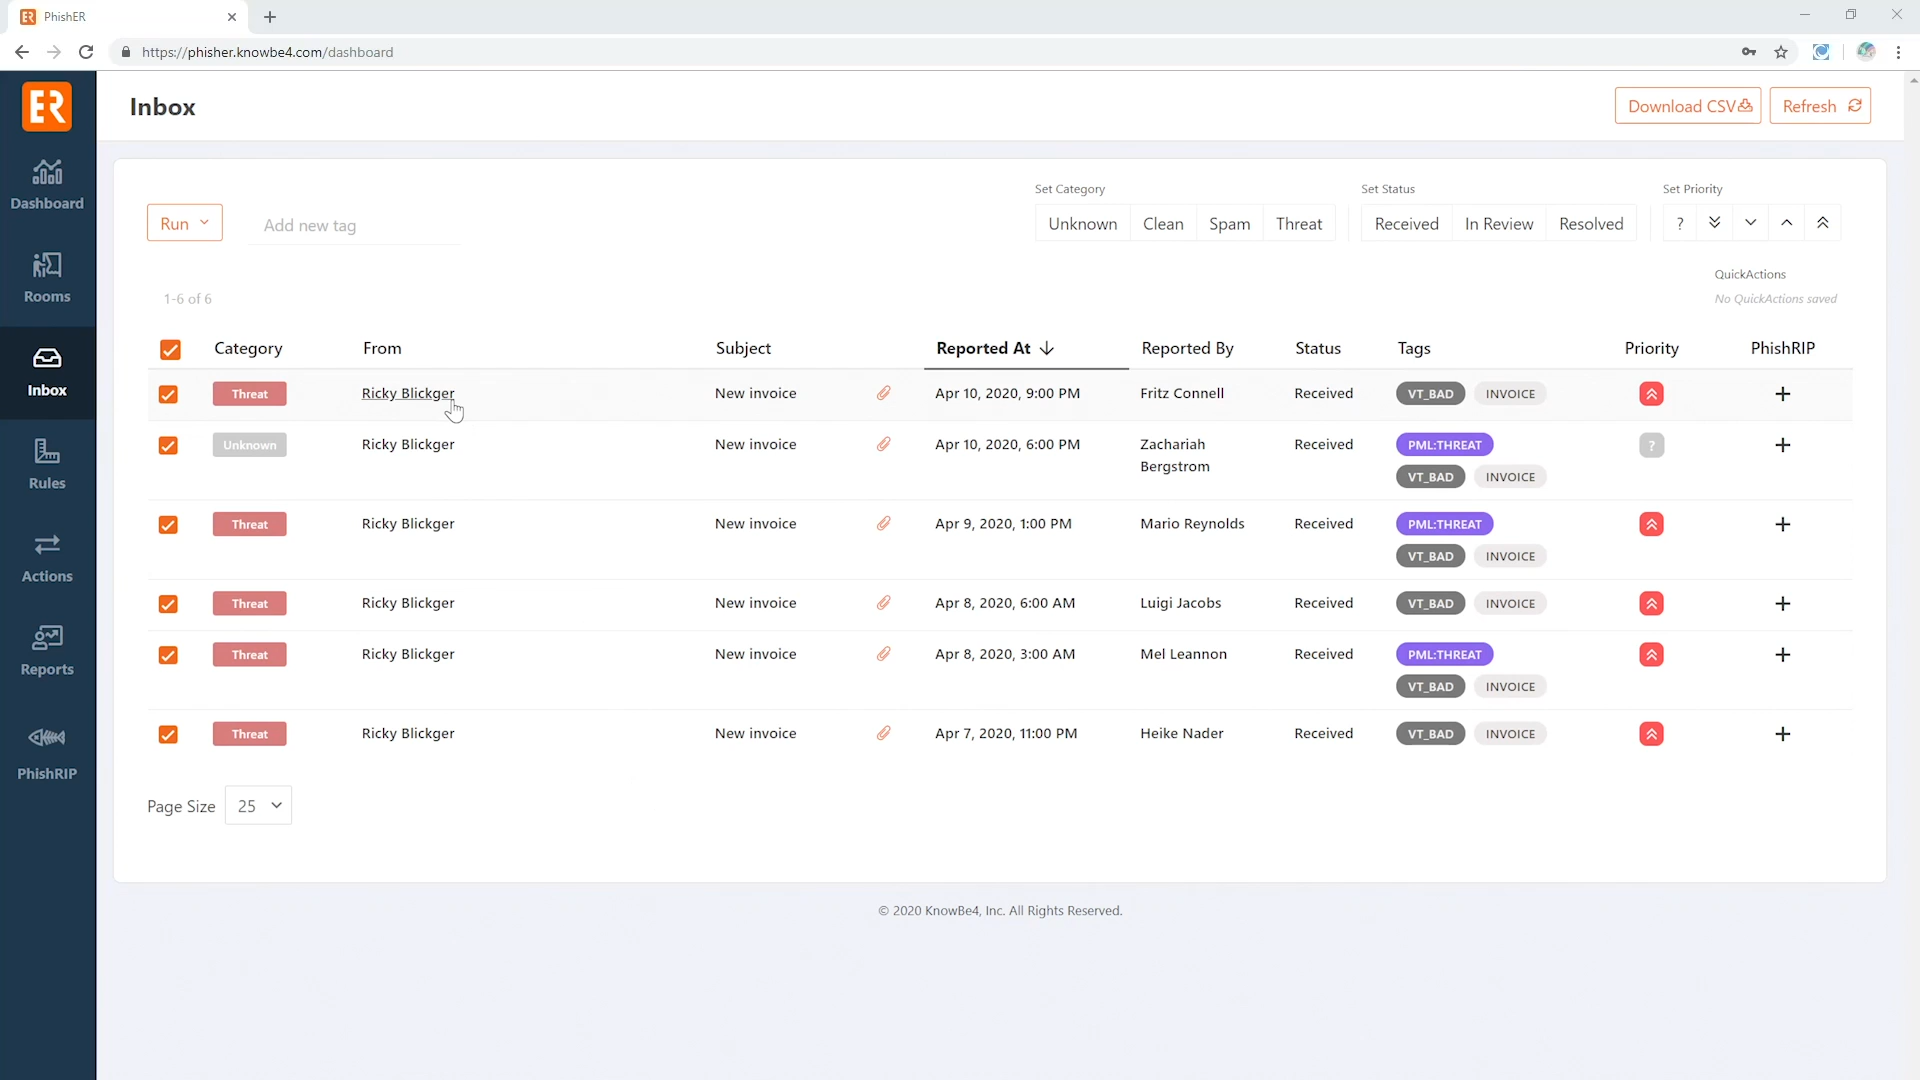 ER PhishER
https://phisher.knowbe4.com/dashboard
ER
Inbox
Download CSV
Refresh
Dashboard
Rooms
Inbox
Rules
Actions
Reports
PhishRIP
Set Category
Set Status
Set Priority
Run
Add new tag
Unknown Clean Spam Threat
Received In Review Resolved
?
QuickActions
No QuickActions saved
1-6 of 6
Category From Subject Reported At Reported By Status Tags Priority PhishRIP
Threat Ricky Blickger New invoice Apr 10, 2020, 9:00 PM Fritz Connell Received VT_BAD INVOICE
Unknown Ricky Blickger New invoice Apr 10, 2020, 6:00 PM Zachariah Received PML:THREAT ?
Bergstrom VT_BAD INVOICE
Threat Ricky Blickger New invoice Apr 9, 2020, 1:00 PM Mario Reynolds Received PML:THREAT
VT_BAD INVOICE
Threat Ricky Blickger New invoice Apr 8, 2020, 6:00 AM Luigi Jacobs Received VT_BAD INVOICE
Threat Ricky Blickger New invoice Apr 8, 2020, 3:00 AM Mel Leannon Received PML:THREAT
VT_BAD INVOICE
Threat Ricky Blickger New invoice Apr 7, 2020, 11:00 PM Heike Nader Received VT_BAD INVOICE
Page Size 25
© 2020 KnowBe4, Inc. All Rights Reserved.